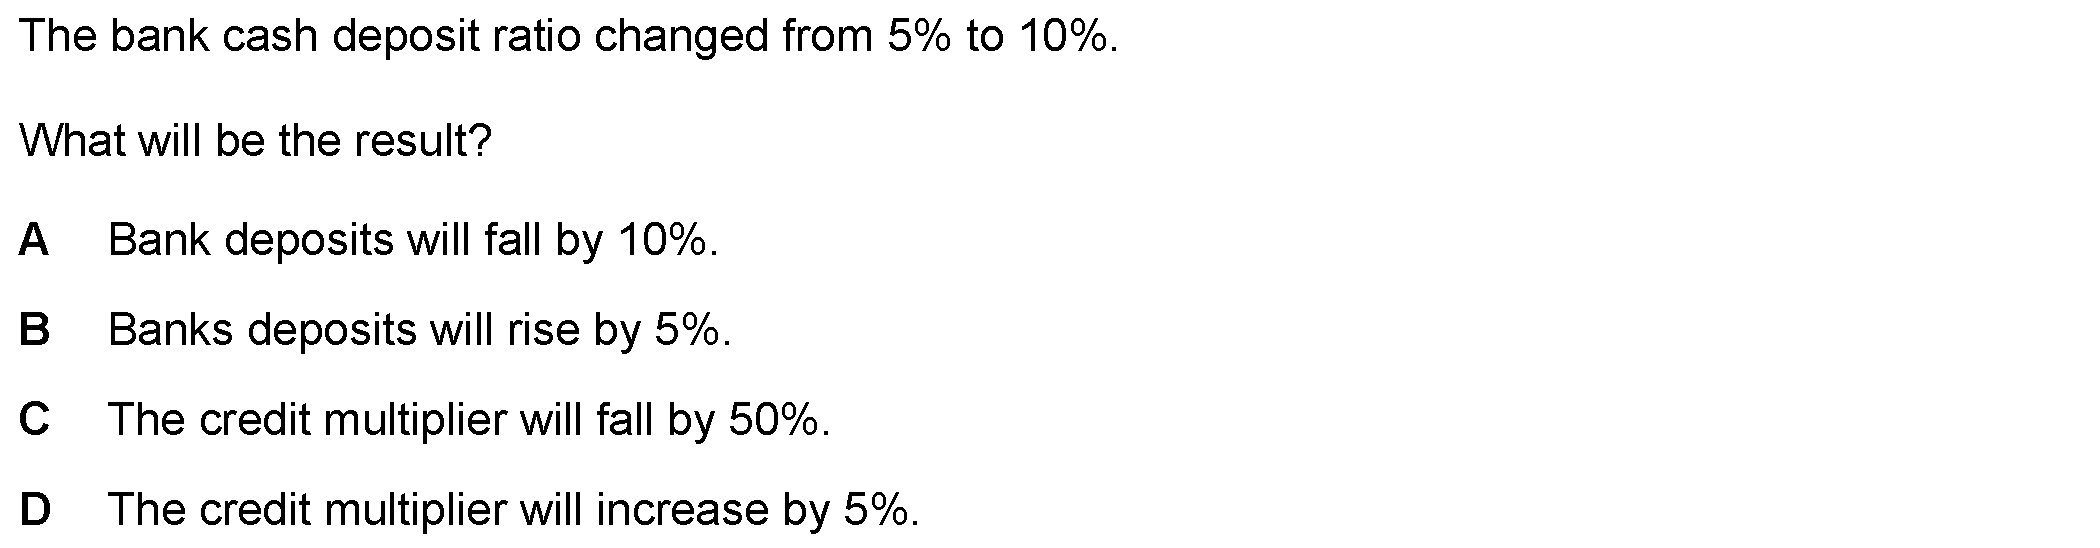 The bank cash deposit ratio changed from 5% to 10%.
What will be the result?
A Bank deposits will fall by 10%.
B Banks deposits will rise by 5%.
C The credit multiplier will fall by 50%.
D The credit multiplier will increase by 5%.